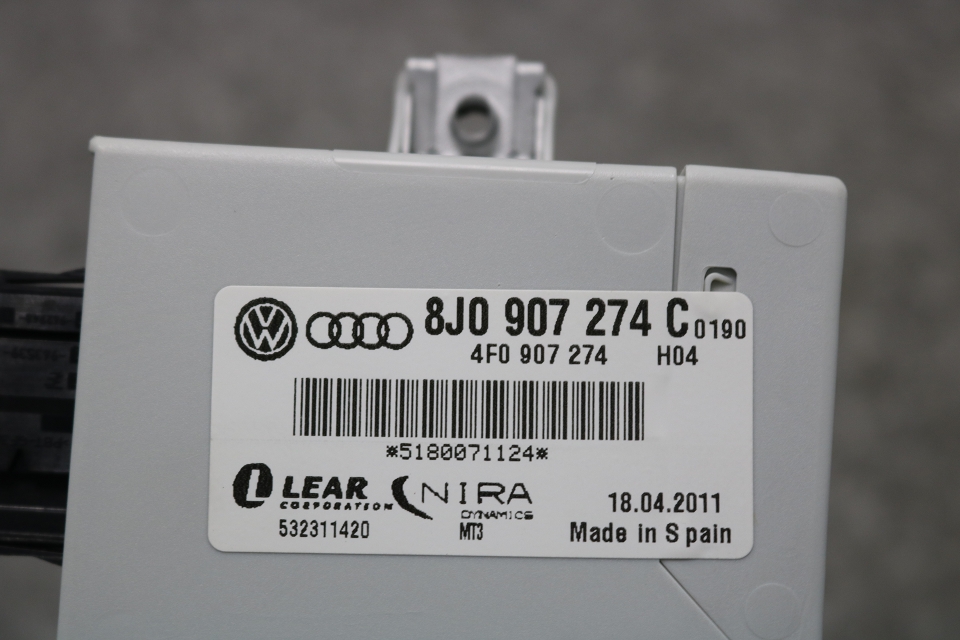 8J0 907 274 C 0190
4F0 907 274 H04
*5180071124*
LEAR
CORPORATION
NIRA
DYNAMICS
18.04.2011
532311420 MT3 Made in Spain